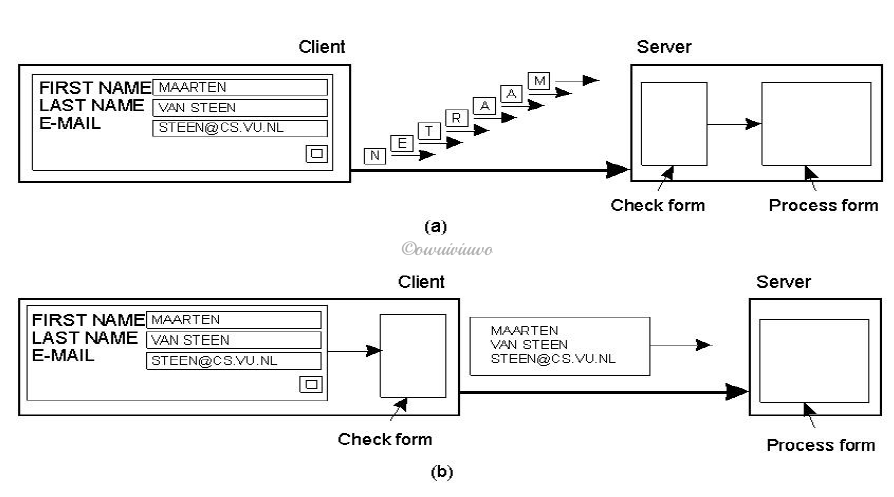 Client
Server
FIRST NAME MAARTEN
LAST NAME VAN STEEN
E-MAIL STEEN@CS.VU.NL
N E T R A A M
Check form
Process form
(a)
©owuiviuwo
Client
Server
FIRST NAME MAARTEN
LAST NAME VAN STEEN
E-MAIL STEEN@CS.VU.NL
MAARTEN
VAN STEEN
STEEN@CS.VU.NL
Check form
Process form
(b)